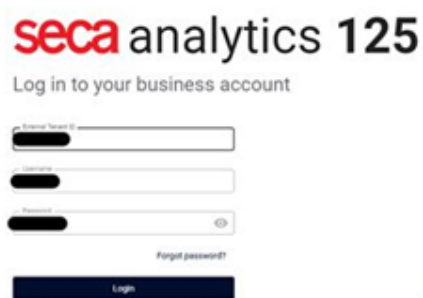 seca analytics 125
Log in to your business account
External Tenant ID
Username
Password
Forgot password?
Login